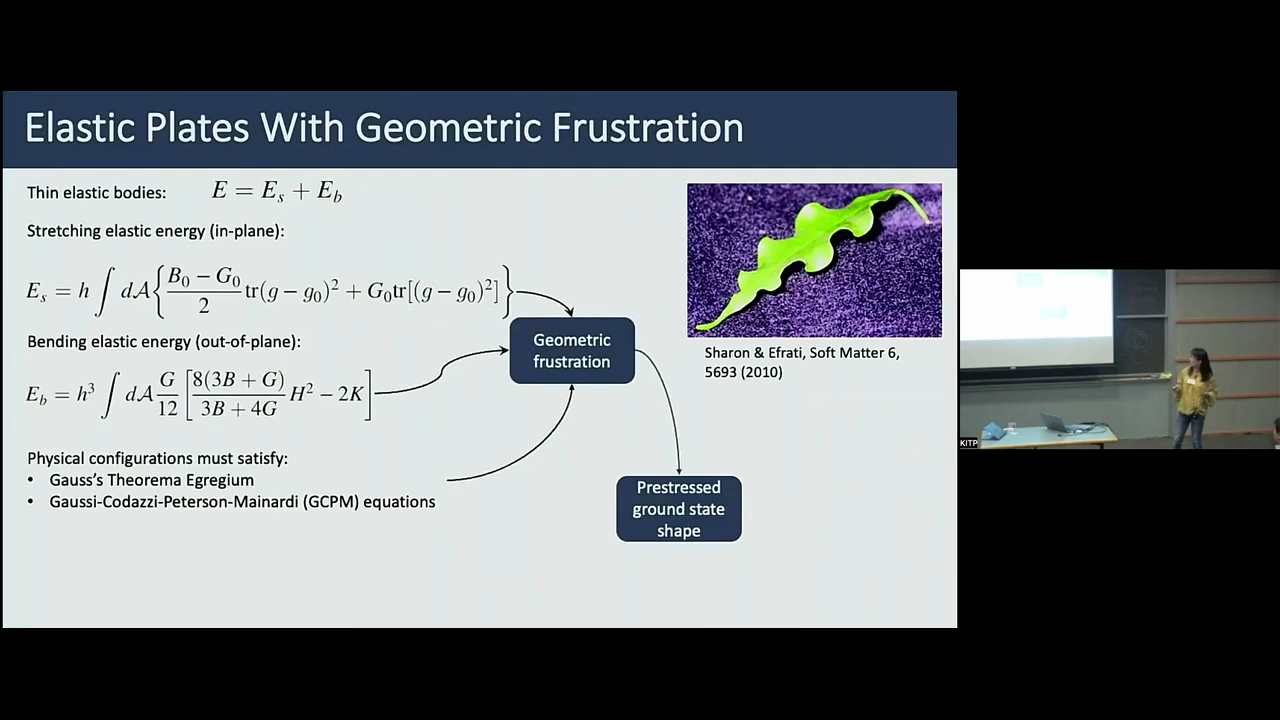 Elastic Plates With Geometric Frustration
Thin elastic bodies: E = E_s + E_b
Stretching elastic energy (in-plane):
E_s = h ∫ d𝒜 { (B_0 − G_0)/2 tr(g − g_0)^2 + G_0 tr[(g − g_0)^2] }
Bending elastic energy (out-of-plane):
E_b = h^3 ∫ d𝒜 G/12 [ 8(3B + G)/(3B + 4G) H^2 − 2K ]
Physical configurations must satisfy:
• Gauss's Theorema Egregium
• Gaussi-Codazzi-Peterson-Mainardi (GCPM) equations
Geometric
frustration
Prestressed
ground state
shape
Sharon & Efrati, Soft Matter 6,
5693 (2010)
KITP